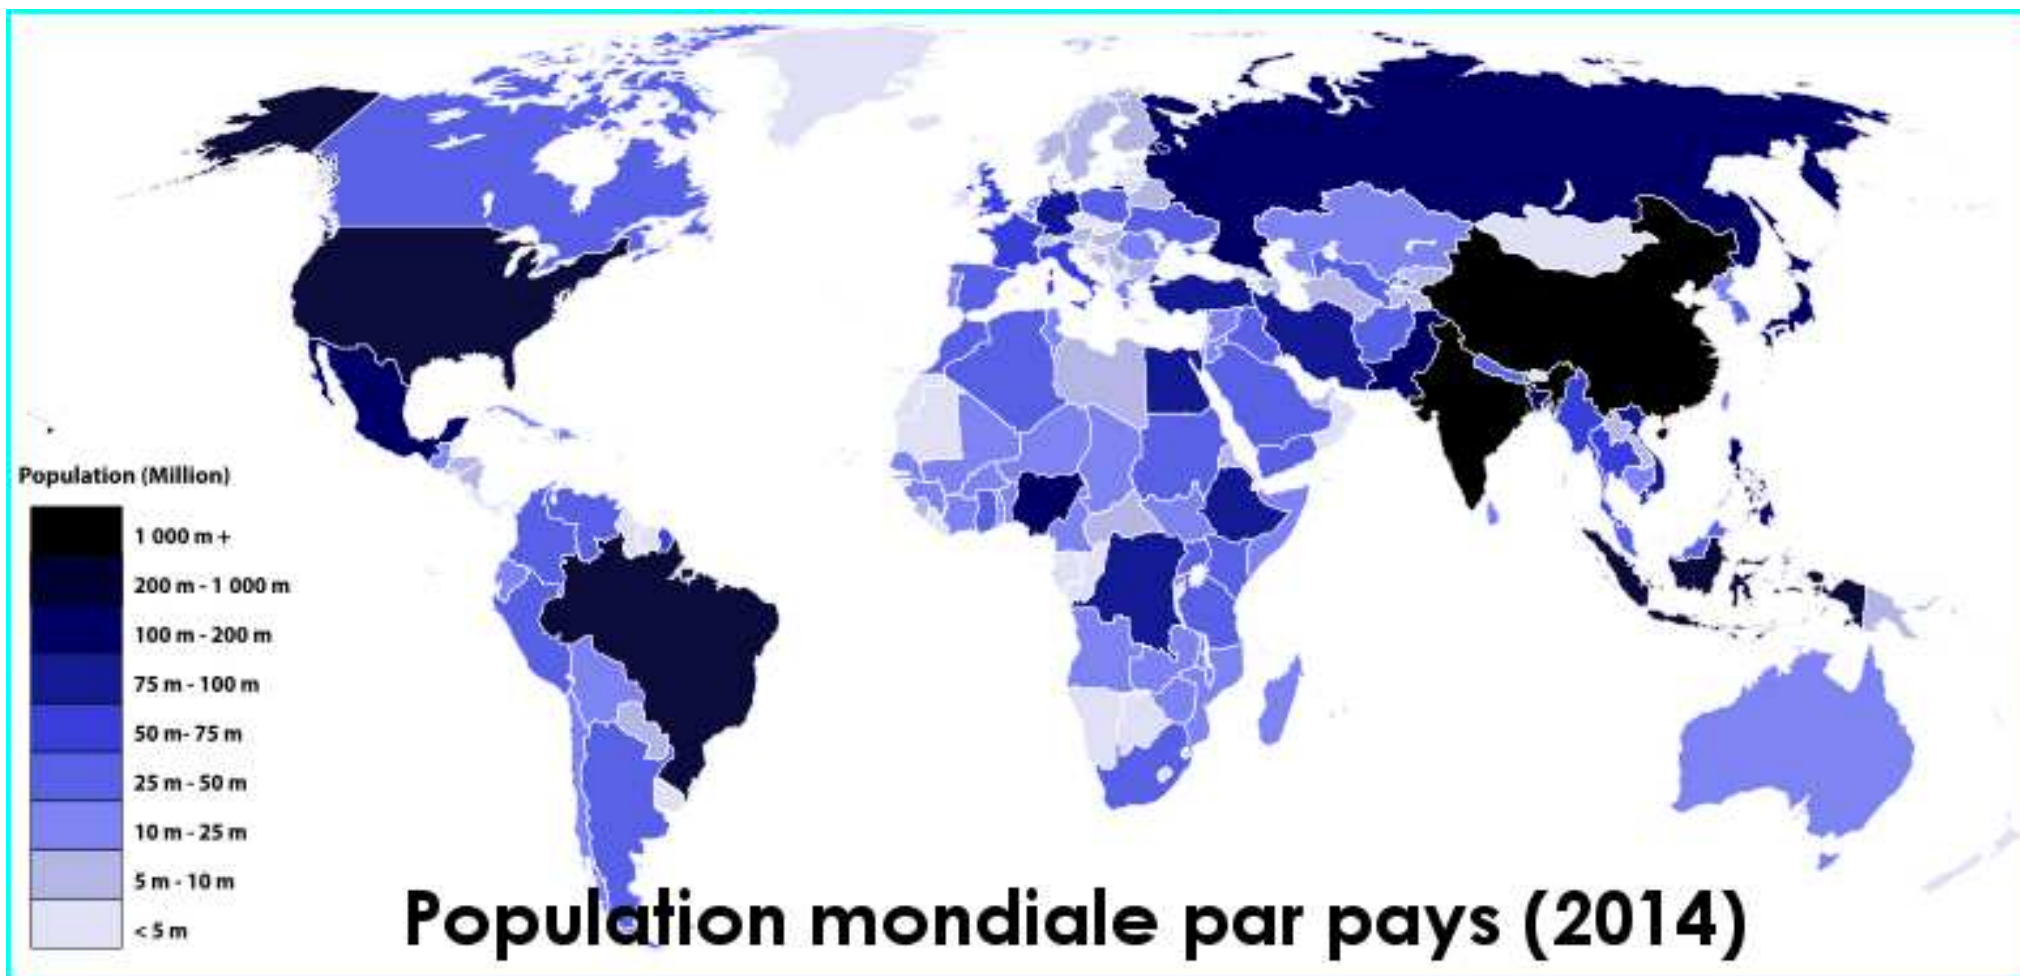 Population (Million)
1 000 m +
200 m - 1 000 m
100 m - 200 m
75 m - 100 m
50 m- 75 m
25 m - 50 m
10 m - 25 m
5 m - 10 m
< 5 m
Population mondiale par pays (2014)